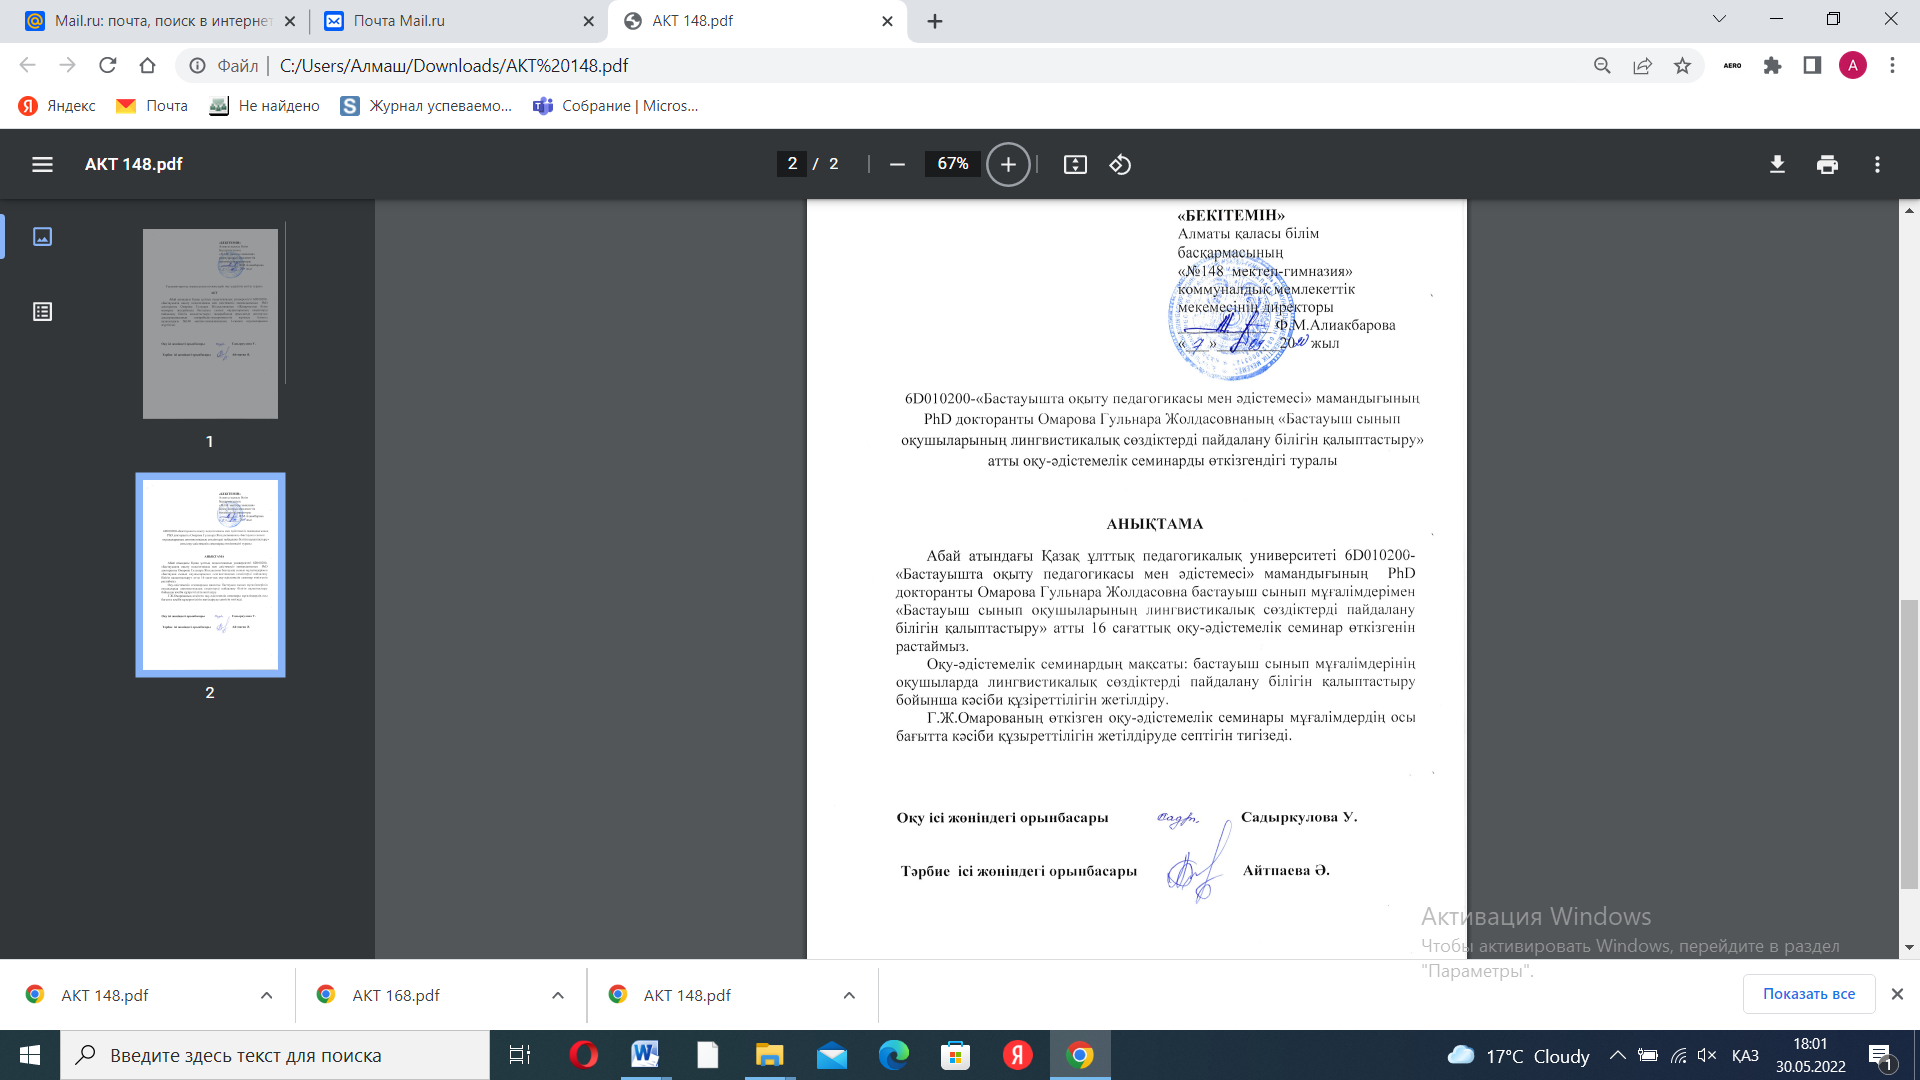 Mail.ru: почта, поиск в интернет
Почта Mail.ru
АКТ 148.pdf
Файл
C:/Users/Алмаш/Downloads/АКТ%20148.pdf
AERO
A
Яндекс
Почта
Не найдено
Журнал успеваемо...
Собрание | Micros...
АКТ 148.pdf
2 / 2
67%
1
2
«БЕКІТЕМІН»
Алматы қаласы білім
басқармасының
«№148 мектеп-гимназия»
коммуналдық мемлекеттік
мекемесінің директоры
Ф.М.Алиакбарова
« 7 » 2020 жыл
6D010200-«Бастауышта оқыту педагогикасы мен әдістемесі» мамандығының
PhD докторанты Омарова Гульнара Жолдасовнаның «Бастауыш сынып
оқушыларының лингвистикалық сөздіктерді пайдалану білігін қалыптастыру»
атты оқу-әдістемелік семинарды өткізгендігі туралы
АНЫҚТАМА
Абай атындағы Қазақ ұлттық педагогикалық университеті 6D010200-
«Бастауышта оқыту педагогикасы мен әдістемесі» мамандығының PhD
докторанты Омарова Гульнара Жолдасовна бастауыш сынып мұғалімдерімен
«Бастауыш сынып оқушыларының лингвистикалық сөздіктерді пайдалану
білігін қалыптастыру» атты 16 сағаттық оқу-әдістемелік семинар өткізгенін
растаймыз.
Оқу-әдістемелік семинардың мақсаты: бастауыш сынып мұғалімдерінің
оқушыларда лингвистикалық сөздіктерді пайдалану білігін қалыптастыру
бойынша кәсіби құзіреттілігін жетілдіру.
Г.Ж.Омарованың өткізген оқу-әдістемелік семинары мұғалімдердің осы
бағытта кәсіби құзыреттілігін жетілдіруде септігін тигізеді.
Оқу ісі жөніндегі орынбасары Садыркулова У.
Тәрбие ісі жөніндегі орынбасары Айтпаева Ә.
Активация Windows
Чтобы активировать Windows, перейдите в раздел
"Параметры".
АКТ 148.pdf
АКТ 168.pdf
АКТ 148.pdf
Показать все
Введите здесь текст для поиска
17°C Cloudy
ҚАЗ
18:01
30.05.2022
1